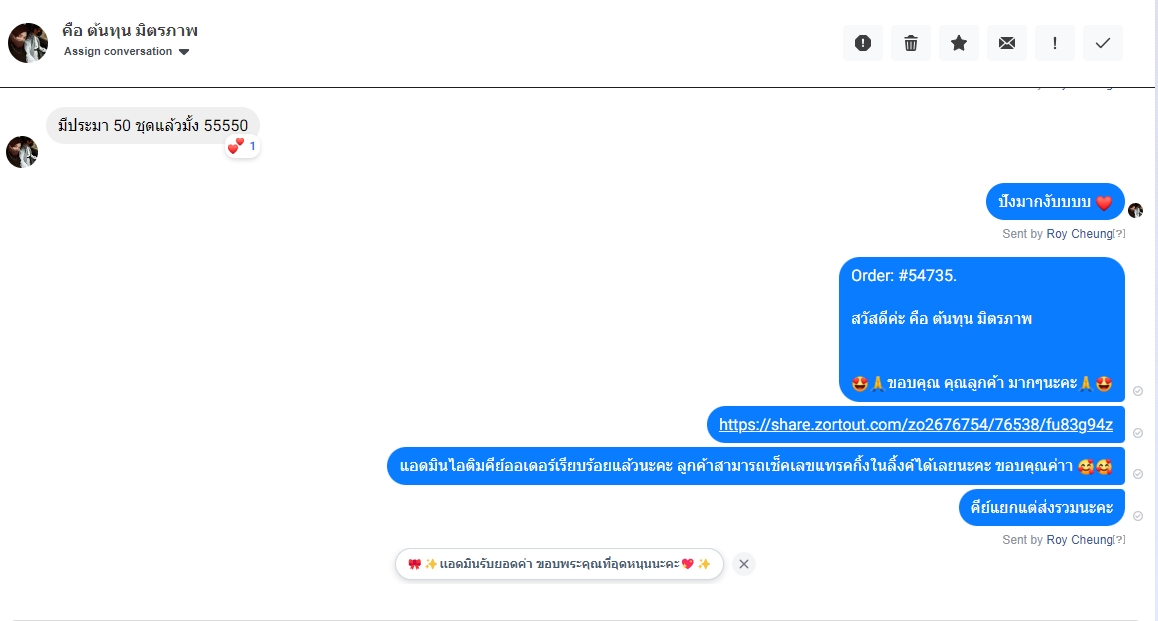 คือ ต้นทุน มิตรภาพ
Assign conversation
มีประมา 50 ชุดแล้วมั้ง 55550
💕 1
ปังมากงับบบบ ❤️
Sent by Roy Cheung[?]
Order: #54735.
สวัสดีค่ะ คือ ต้นทุน มิตรภาพ
🤩🙏ขอบคุณ คุณลูกค้า มากๆนะคะ🙏🤩
https://share.zortout.com/zo2676754/76538/fu83g94z
แอดมินไอติมคีย์ออเดอร์เรียบร้อยแล้วนะคะ ลูกค้าสามารถเช็คเลขแทรคกิ้งในลิ้งค์ได้เลยนะคะ ขอบคุณค่าา 🥰🥰
คีย์แยกแต่ส่งรวมนะคะ
Sent by Roy Cheung[?]
🎀✨แอดมินรับยอดค่า ขอบพระคุณที่อุดหนุนนะคะ💖✨